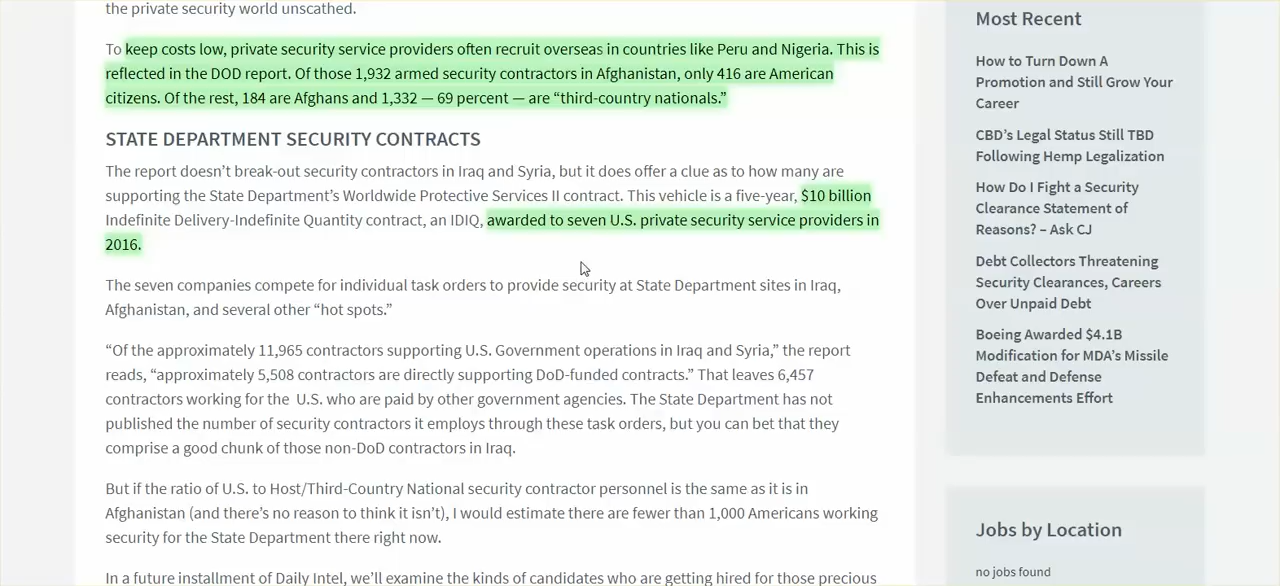 the private security world unscathed.
To keep costs low, private security service providers often recruit overseas in countries like Peru and Nigeria. This is
reflected in the DOD report. Of those 1,932 armed security contractors in Afghanistan, only 416 are American
citizens. Of the rest, 184 are Afghans and 1,332 — 69 percent — are “third-country nationals.”
STATE DEPARTMENT SECURITY CONTRACTS
The report doesn’t break-out security contractors in Iraq and Syria, but it does offer a clue as to how many are
supporting the State Department’s Worldwide Protective Services II contract. This vehicle is a five-year, $10 billion
Indefinite Delivery-Indefinite Quantity contract, an IDIQ, awarded to seven U.S. private security service providers in
2016.
The seven companies compete for individual task orders to provide security at State Department sites in Iraq,
Afghanistan, and several other “hot spots.”
“Of the approximately 11,965 contractors supporting U.S. Government operations in Iraq and Syria,” the report
reads, “approximately 5,508 contractors are directly supporting DoD-funded contracts.” That leaves 6,457
contractors working for the U.S. who are paid by other government agencies. The State Department has not
published the number of security contractors it employs through these task orders, but you can bet that they
comprise a good chunk of those non-DoD contractors in Iraq.
But if the ratio of U.S. to Host/Third-Country National security contractor personnel is the same as it is in
Afghanistan (and there’s no reason to think it isn’t), I would estimate there are fewer than 1,000 Americans working
security for the State Department there right now.
In a future installment of Daily Intel, we’ll examine the kinds of candidates who are getting hired for those precious
Most Recent
How to Turn Down A
Promotion and Still Grow Your
Career
CBD’s Legal Status Still TBD
Following Hemp Legalization
How Do I Fight a Security
Clearance Statement of
Reasons? – Ask CJ
Debt Collectors Threatening
Security Clearances, Careers
Over Unpaid Debt
Boeing Awarded $4.1B
Modification for MDA’s Missile
Defeat and Defense
Enhancements Effort
Jobs by Location
no jobs found